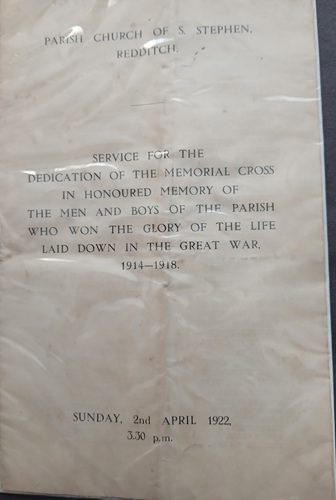 PARISH CHURCH OF S. STEPHEN,
REDDITCH.
SERVICE FOR THE
DEDICATION OF THE MEMORIAL CROSS
IN HONOURED MEMORY OF
THE MEN AND BOYS OF THE PARISH
WHO WON THE GLORY OF THE LIFE
LAID DOWN IN THE GREAT WAR,
1914—1918.
SUNDAY, 2nd APRIL 1922,
3.30 p.m.